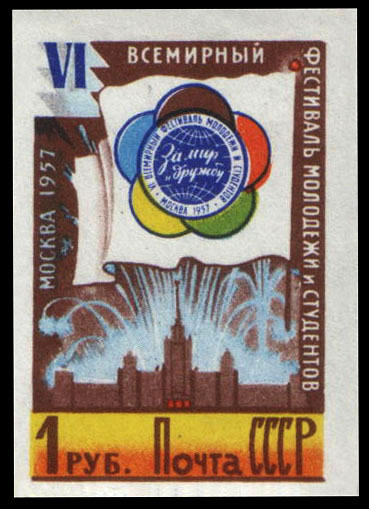 VI
ВСЕМИРНЫЙ
ФЕСТИВАЛЬ МОЛОДЕЖИ и СТУДЕНТОВ
МОСКВА 1957
VI ВСЕМИРНЫЙ ФЕСТИВАЛЬ МОЛОДЕЖИ И СТУДЕНТОВ
За мир
и дружбу
• МОСКВА 1957 •
1 РУБ. Почта СССР